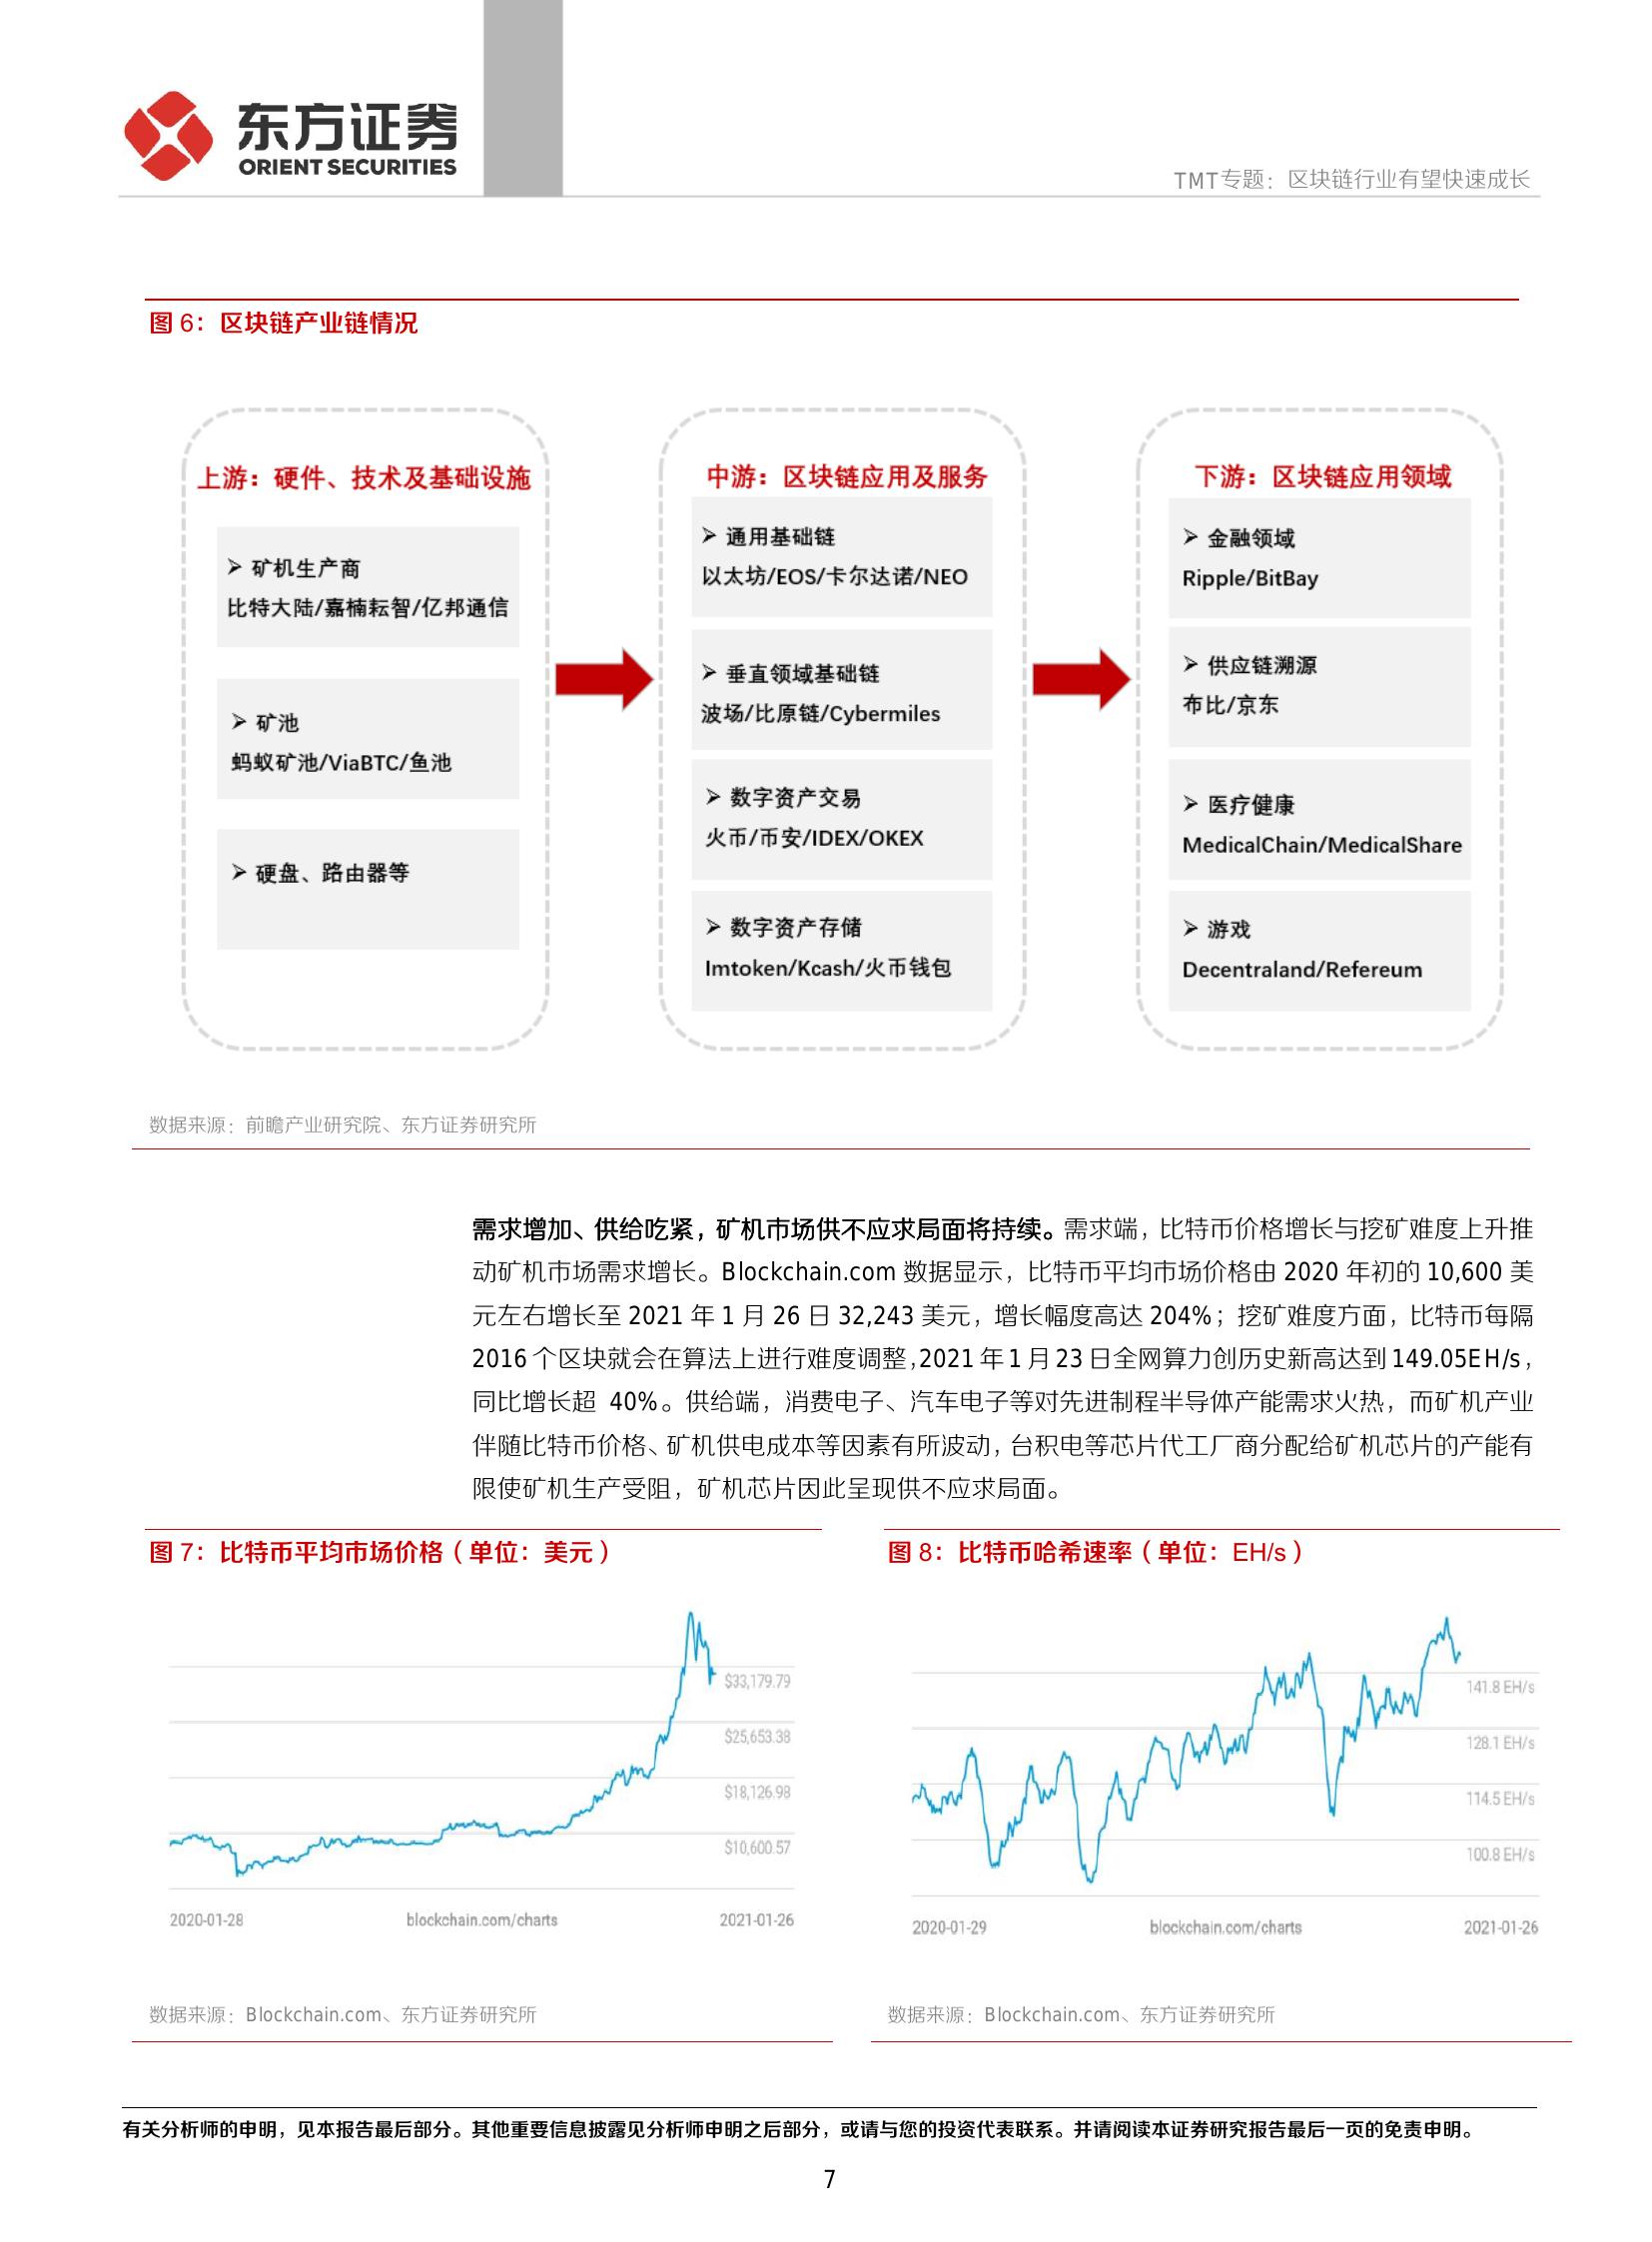 东方证券
ORIENT SECURITIES
TMT专题：区块链行业有望快速成长
图 6：区块链产业链情况
上游：硬件、技术及基础设施
➢ 矿机生产商
比特大陆/嘉楠耘智/亿邦通信
➢ 矿池
蚂蚁矿池/ViaBTC/鱼池
➢ 硬盘、路由器等
中游：区块链应用及服务
➢ 通用基础链
以太坊/EOS/卡尔达诺/NEO
➢ 垂直领域基础链
波场/比原链/Cybermiles
➢ 数字资产交易
火币/币安/IDEX/OKEX
➢ 数字资产存储
Imtoken/Kcash/火币钱包
下游：区块链应用领域
➢ 金融领域
Ripple/BitBay
➢ 供应链溯源
布比/京东
➢ 医疗健康
MedicalChain/MedicalShare
➢ 游戏
Decentraland/Refereum
数据来源：前瞻产业研究院、东方证券研究所
需求增加、供给吃紧，矿机市场供不应求局面将持续。需求端，比特币价格增长与挖矿难度上升推
动矿机市场需求增长。Blockchain.com 数据显示，比特币平均市场价格由 2020 年初的 10,600 美
元左右增长至 2021 年 1 月 26 日 32,243 美元，增长幅度高达 204%；挖矿难度方面，比特币每隔
2016 个区块就会在算法上进行难度调整，2021 年 1 月 23 日全网算力创历史新高达到 149.05EH/s，
同比增长超 40%。供给端，消费电子、汽车电子等对先进制程半导体产能需求火热，而矿机产业
伴随比特币价格、矿机供电成本等因素有所波动，台积电等芯片代工厂商分配给矿机芯片的产能有
限使矿机生产受阻，矿机芯片因此呈现供不应求局面。
图 7：比特币平均市场价格（单位：美元）
$33,179.79
$25,653.38
$18,126.98
$10,600.57
2020-01-28 blockchain.com/charts 2021-01-26
数据来源：Blockchain.com、东方证券研究所
图 8：比特币哈希速率（单位：EH/s）
141.8 EH/s
128.1 EH/s
114.5 EH/s
100.8 EH/s
2020-01-29 blockchain.com/charts 2021-01-26
数据来源：Blockchain.com、东方证券研究所
有关分析师的申明，见本报告最后部分。其他重要信息披露见分析师申明之后部分，或请与您的投资代表联系。并请阅读本证券研究报告最后一页的免责申明。
7